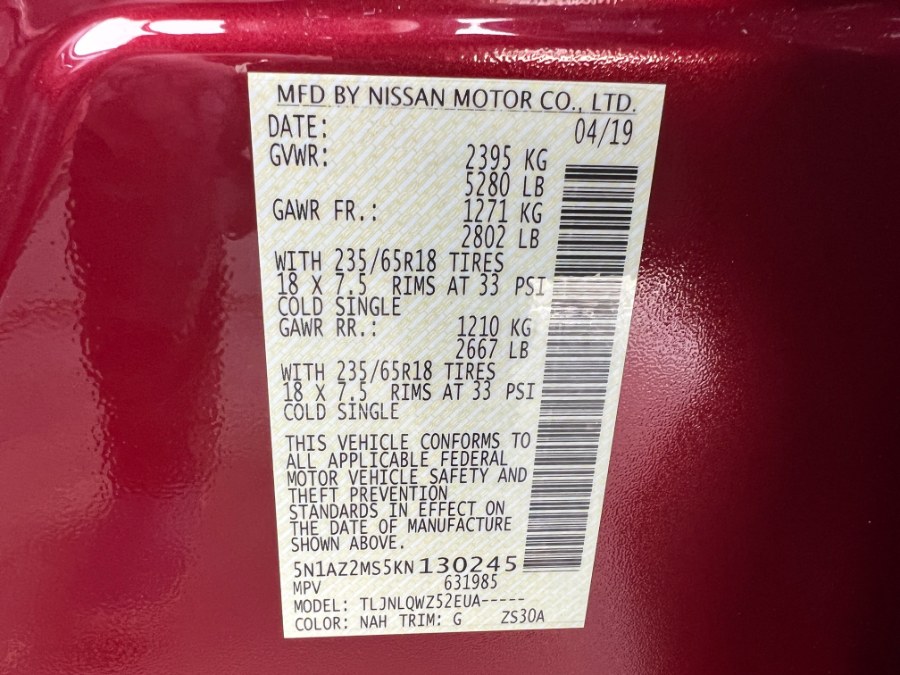 MFD BY NISSAN MOTOR CO., LTD.
DATE: 04/19
GVWR: 2395 KG
5280 LB
GAWR FR.: 1271 KG
2802 LB
WITH 235/65R18 TIRES
18 X 7.5 RIMS AT 33 PSI
COLD SINGLE
GAWR RR.: 1210 KG
2667 LB
WITH 235/65R18 TIRES
18 X 7.5 RIMS AT 33 PSI
COLD SINGLE
THIS VEHICLE CONFORMS TO
ALL APPLICABLE FEDERAL
MOTOR VEHICLE SAFETY AND
THEFT PREVENTION
STANDARDS IN EFFECT ON
THE DATE OF MANUFACTURE
SHOWN ABOVE.
5N1AZ2MS5KN130245
MPV 631985
MODEL: TLJNLQWZ52EUA-----
COLOR: NAH TRIM: G ZS30A